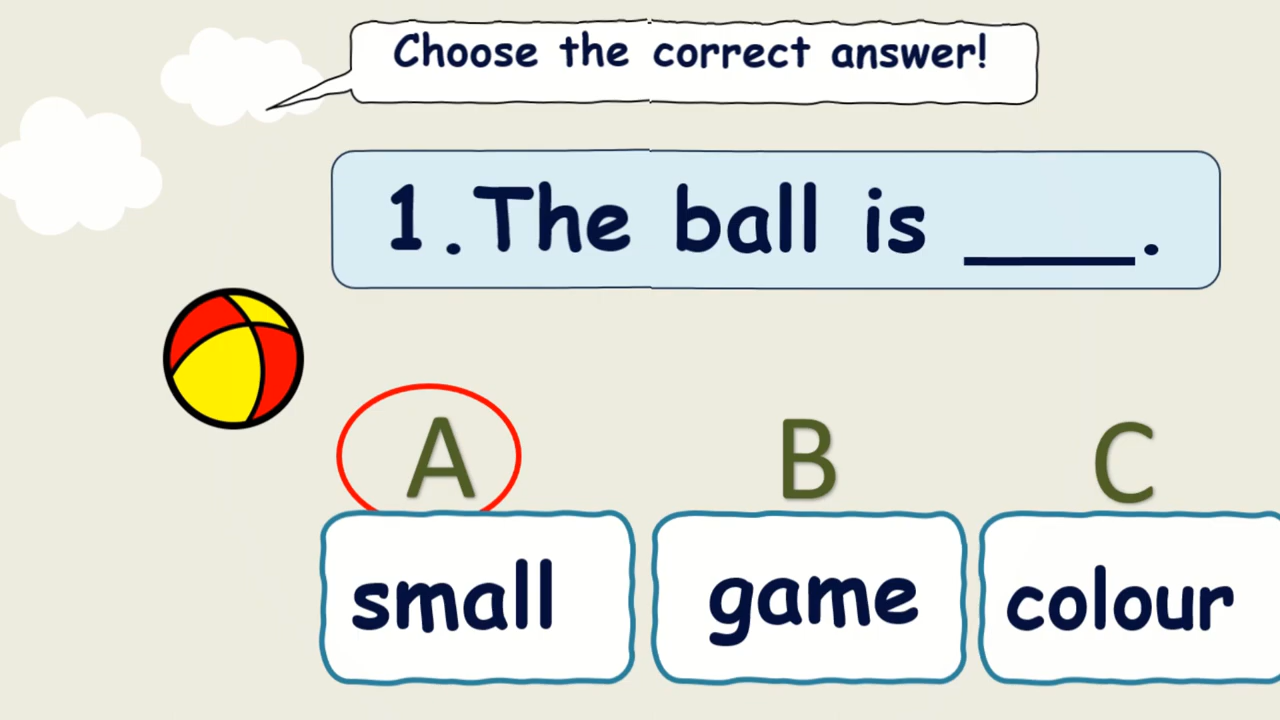 Choose the correct answer!
1.The ball is ____.
A B C
small game colour